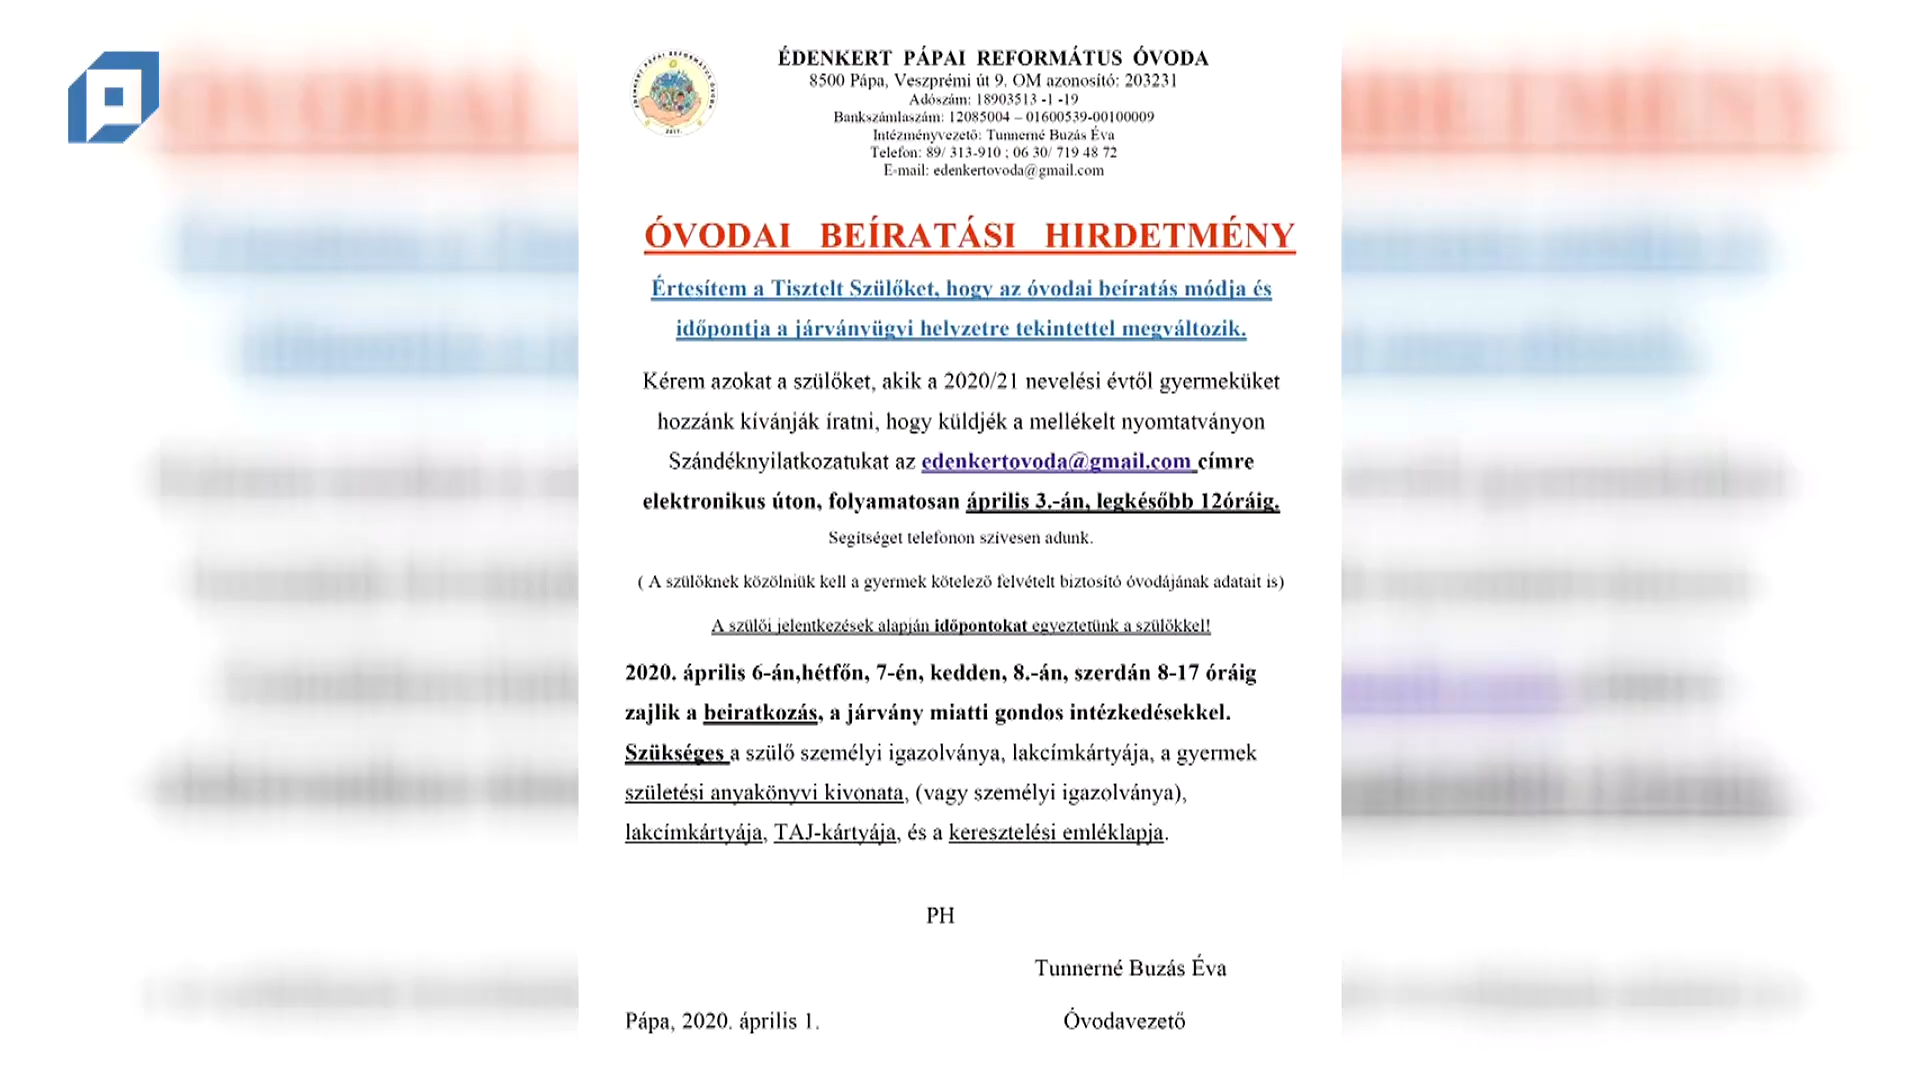 ÉDENKERT PÁPAI REFORMÁTUS ÓVODA
8500 Pápa, Veszprémi út 9. OM azonosító: 203231
Adószám: 18903513 -1 -19
Bankszámlaszám: 12085004 – 01600539-00100009
Intézményvezető: Tunnerné Buzás Éva
Telefon: 89/ 313-910 ; 06 30/ 719 48 72
E-mail: edenkertovoda@gmail.com
ÉDENKERT PÁPAI REFORMÁTUS ÓVODA
2017.
ÓVODAI BEÍRATÁSI HIRDETMÉNY
Értesítem a Tisztelt Szülőket, hogy az óvodai beíratás módja és
időpontja a járványügyi helyzetre tekintettel megváltozik.
Kérem azokat a szülőket, akik a 2020/21 nevelési évtől gyermeküket
hozzánk kívánják íratni, hogy küldjék a mellékelt nyomtatványon
Szándéknyilatkozatukat az edenkertovoda@gmail.com címre
elektronikus úton, folyamatosan április 3.-án, legkésőbb 12óráig.
Segítséget telefonon szívesen adunk.
( A szülőknek közölniük kell a gyermek kötelező felvételt biztosító óvodájának adatait is)
A szülői jelentkezések alapján időpontokat egyeztetünk a szülőkkel!
2020. április 6-án,hétfőn, 7-én, kedden, 8.-án, szerdán 8-17 óráig
zajlik a beiratkozás, a járvány miatti gondos intézkedésekkel.
Szükséges a szülő személyi igazolványa, lakcímkártyája, a gyermek
születési anyakönyvi kivonata, (vagy személyi igazolványa),
lakcímkártyája, TAJ-kártyája, és a keresztelési emléklapja.
PH
Tunnerné Buzás Éva
Pápa, 2020. április 1. Óvodavezető